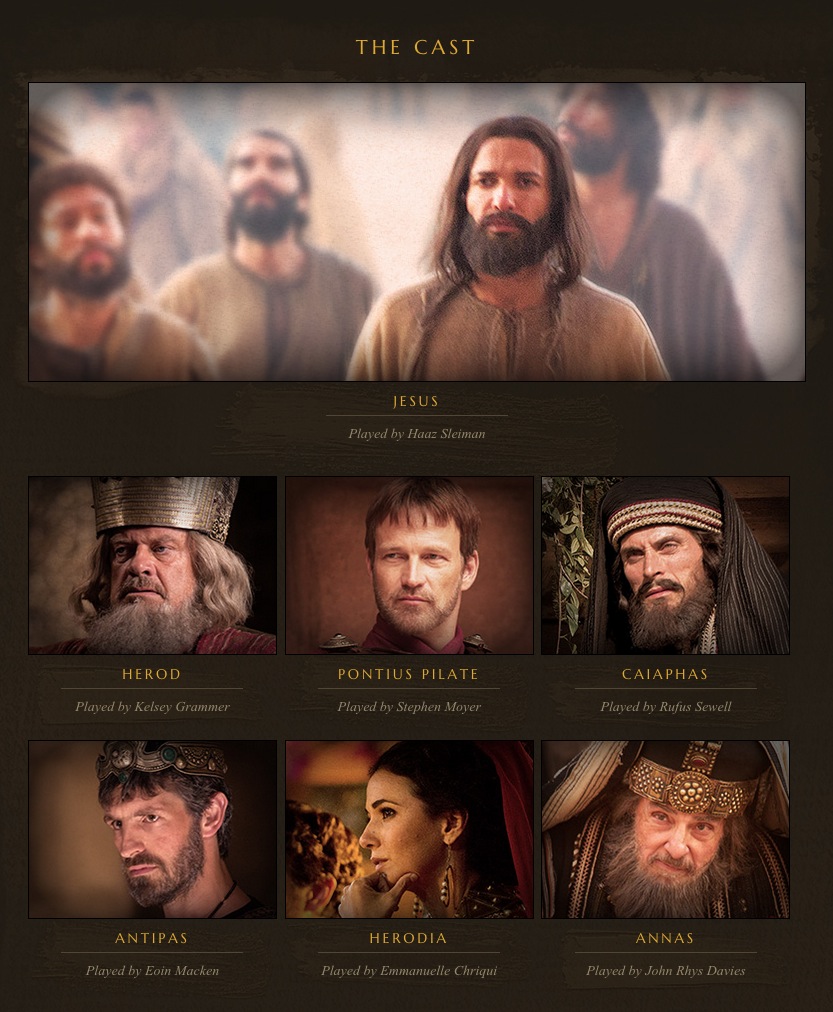 THE CAST
JESUS
Played by Haaz Sleiman
HEROD
Played by Kelsey Grammer
PONTIUS PILATE
Played by Stephen Moyer
CAIAPHAS
Played by Rufus Sewell
ANTIPAS
Played by Eoin Macken
HERODIA
Played by Emmanuelle Chriqui
ANNAS
Played by John Rhys Davies